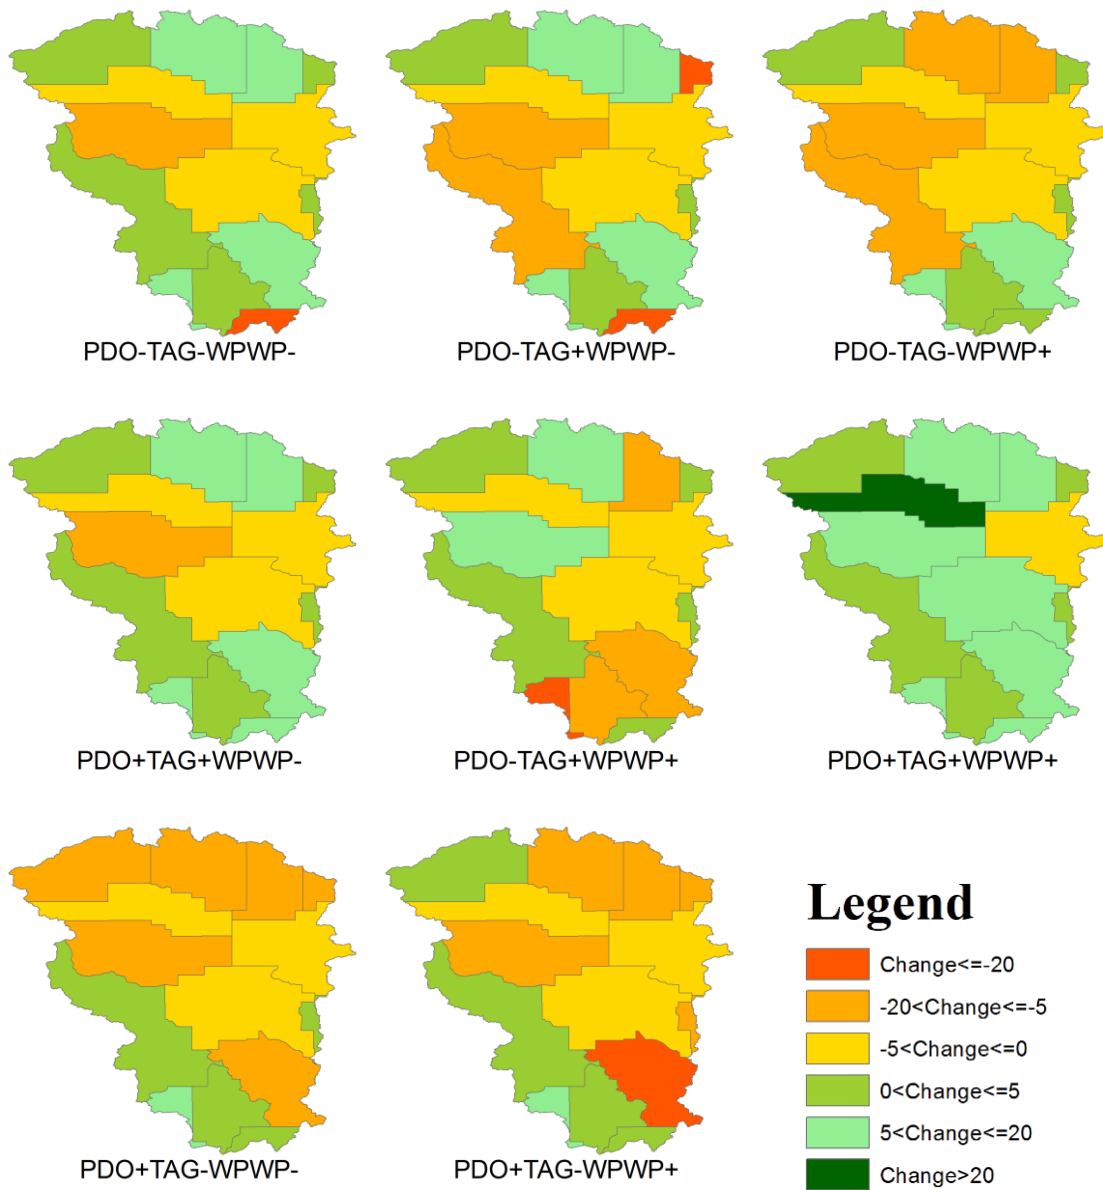 PDO-TAG-WPWP-
PDO-TAG+WPWP-
PDO-TAG-WPWP+
PDO+TAG+WPWP-
PDO-TAG+WPWP+
PDO+TAG+WPWP+
PDO+TAG-WPWP-
PDO+TAG-WPWP+
Legend
Change<=-20
-20<Change<=-5
-5<Change<=0
0<Change<=5
5<Change<=20
Change>20